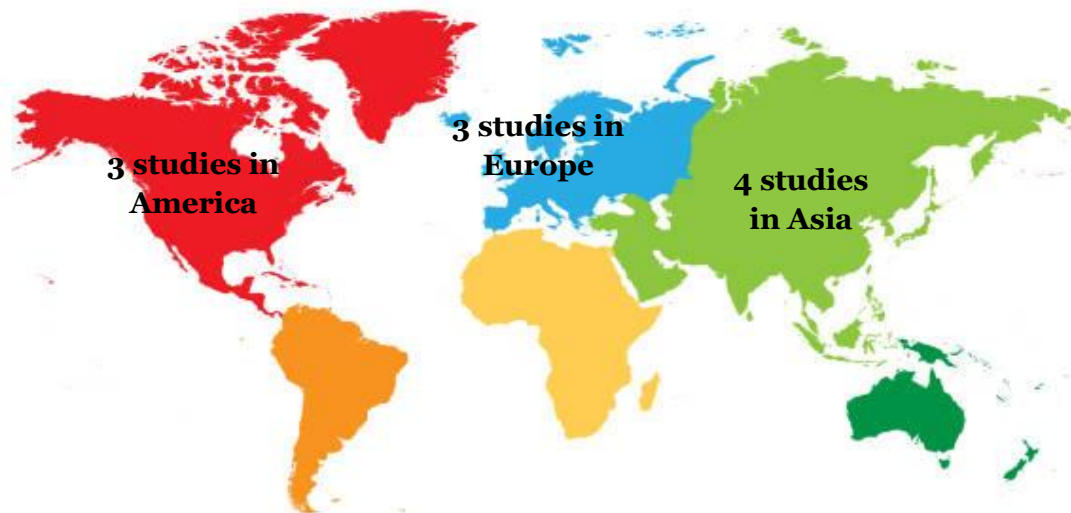 3 studies in
America
3 studies in
Europe
4 studies
in Asia